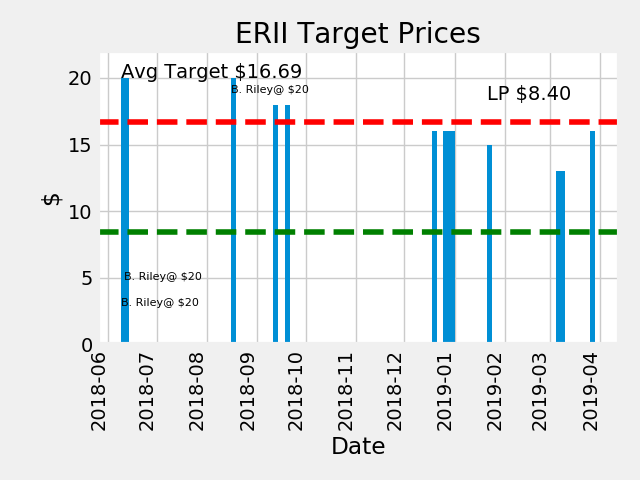 ERII Target Prices
Avg Target $16.69
B. Riley@ $20
LP $8.40
B. Riley@ $20
B. Riley@ $20
$
20
15
10
5
0
2018-06
2018-07
2018-08
2018-09
2018-10
2018-11
2018-12
2019-01
2019-02
2019-03
2019-04
Date